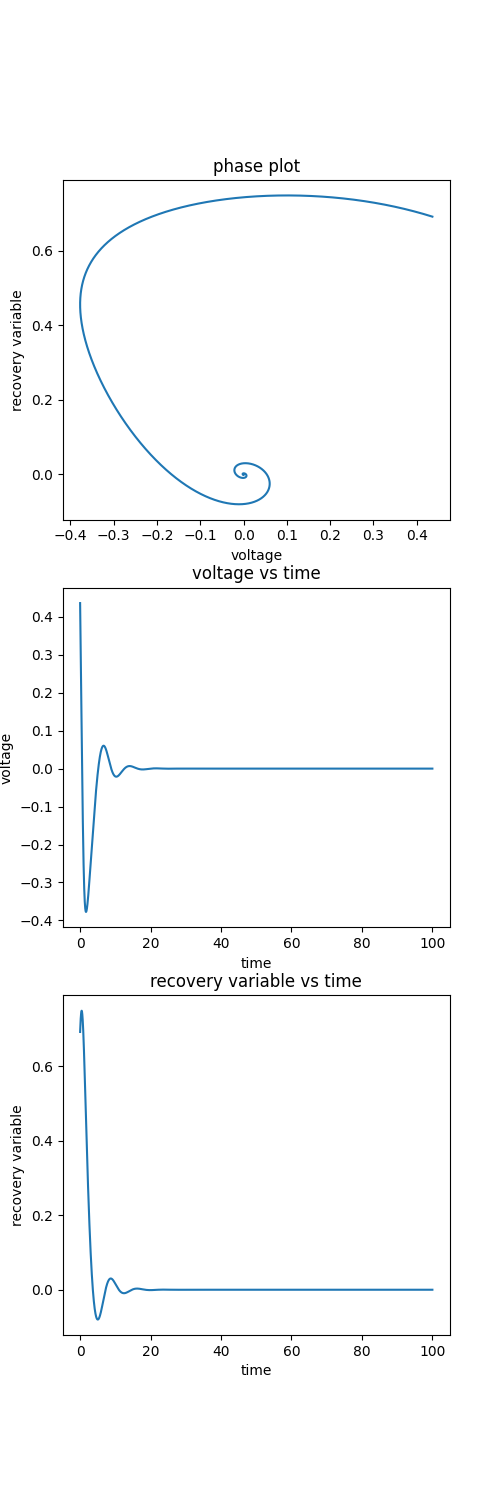 phase plot
0.6
0.4
0.2
0.0
recovery variable
−0.4 −0.3 −0.2 −0.1 0.0 0.1 0.2 0.3 0.4
voltage
voltage vs time
0.4
0.3
0.2
0.1
0.0
−0.1
−0.2
−0.3
−0.4
voltage
0 20 40 60 80 100
time
recovery variable vs time
0.6
0.4
0.2
0.0
recovery variable
0 20 40 60 80 100
time